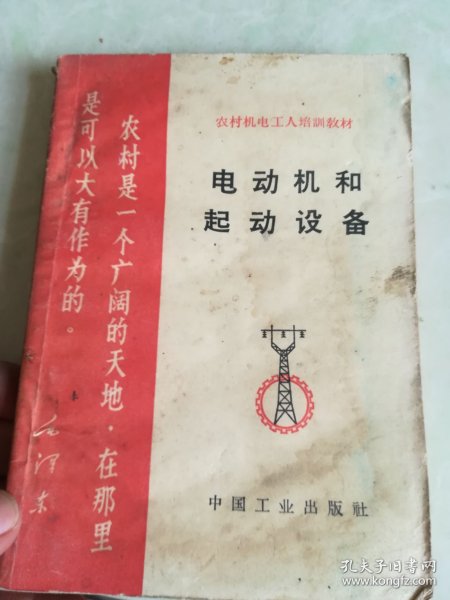 农村是一个广阔的天地·在那里
是可以大有作为的。
毛泽东
农村机电工人培训教材
电动机和
起动设备
中国工业出版社
孔夫子旧书网
www.kongfz.com